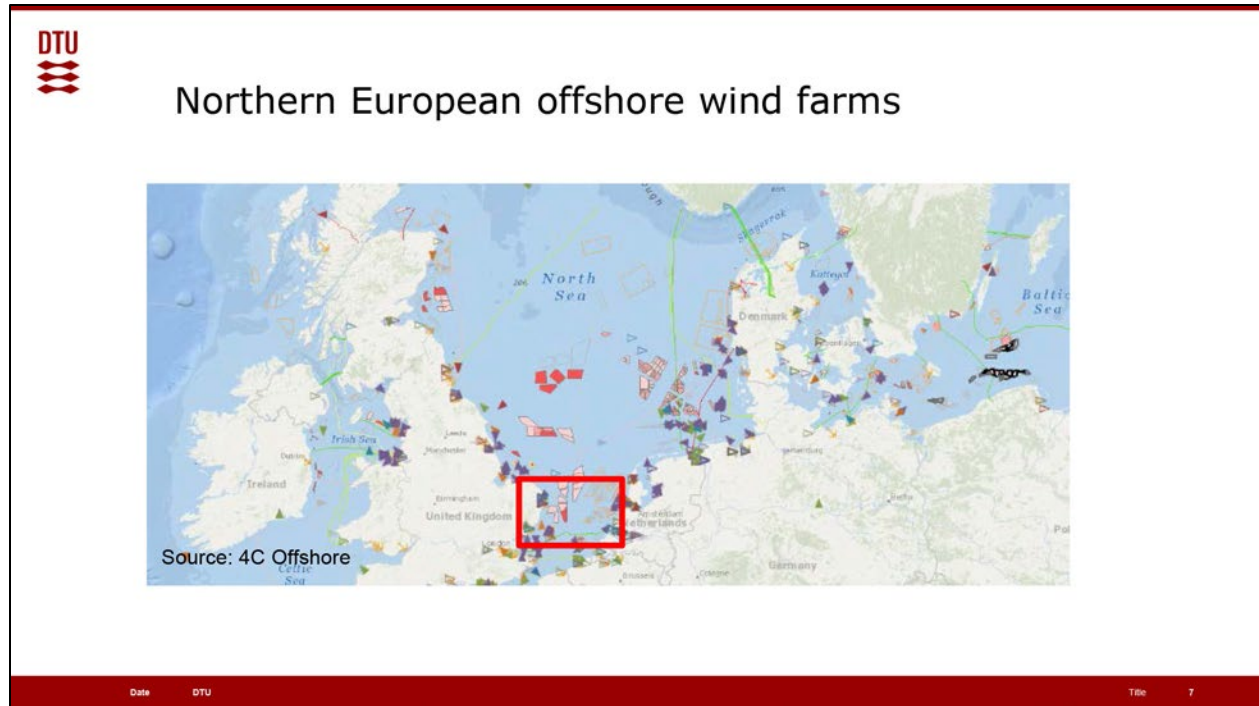 DTU
Northern European offshore wind farms
Skagerrak
North
Sea
Kattegat
Baltic
Sea
Denmark
Irish Sea
Leeds
Manchester
Dublin
Ireland
Birmingham
United Kingdom
Amsterdam
Netherlands
London
Source: 4C Offshore
Celtic
Sea
Brussels
Cologne
Germany
Date DTU Title 7